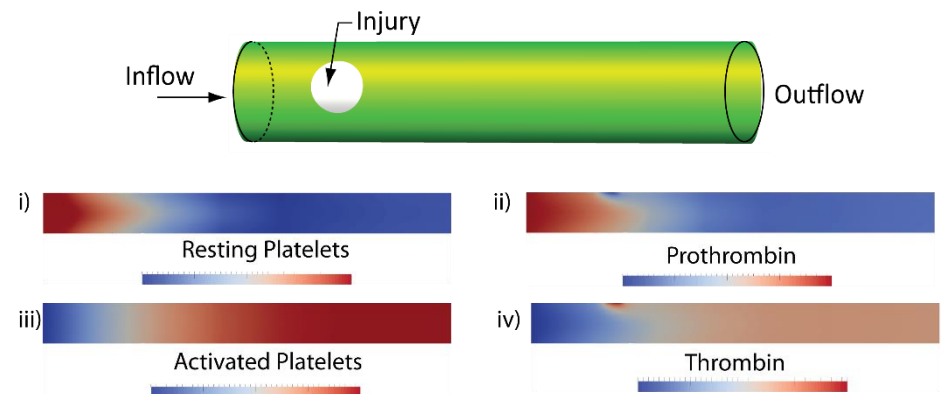 Injury
Inflow
Outflow
i)
Resting Platelets
ii)
Prothrombin
iii)
Activated Platelets
iv)
Thrombin